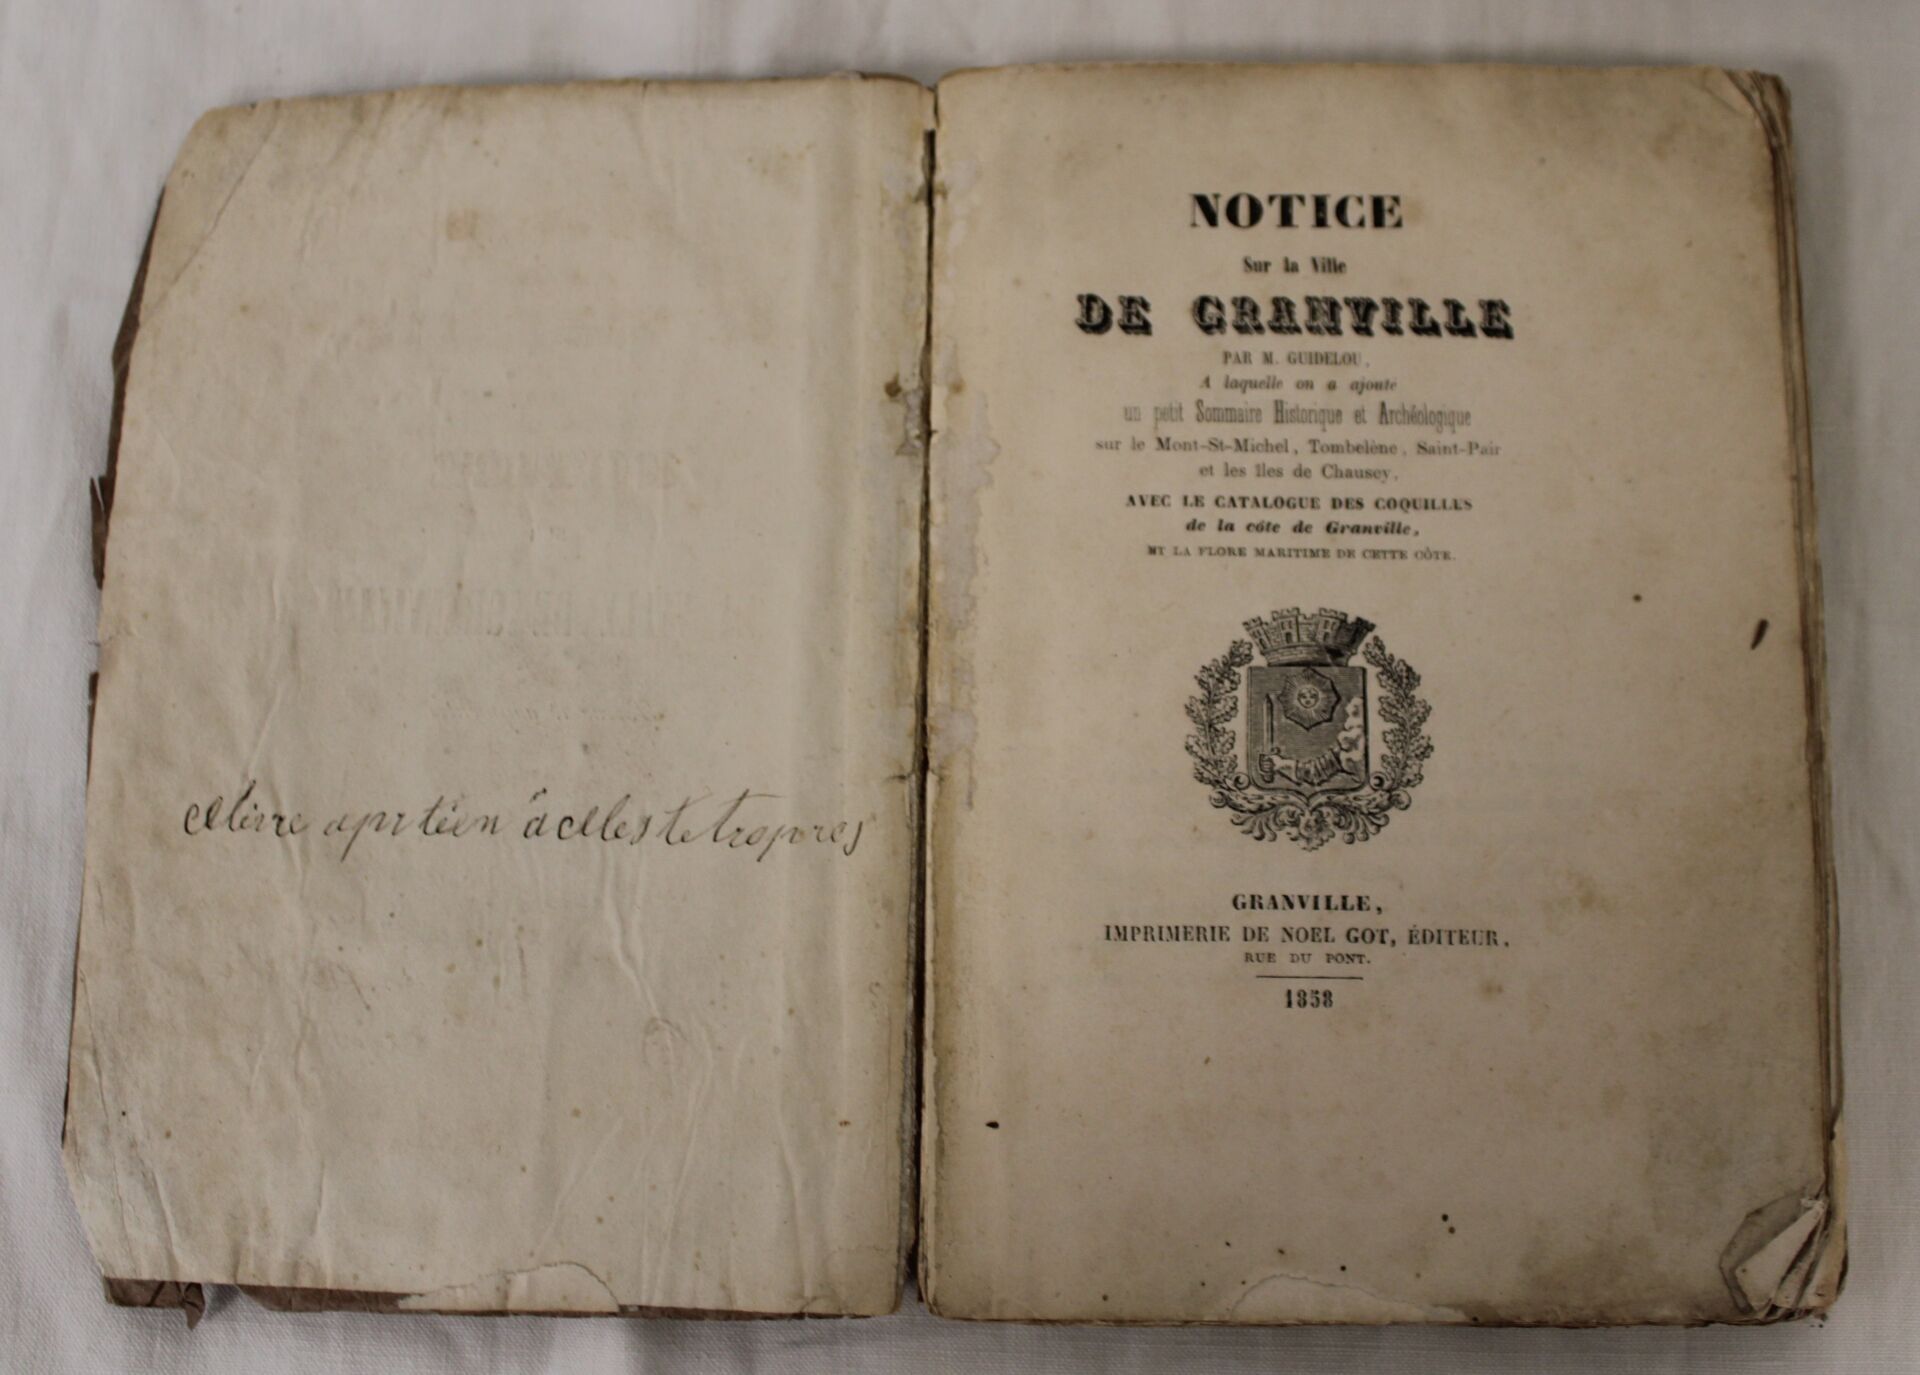 celivre aprtien à celestetropres
NOTICE
Sur la Ville
DE GRANVILLE
PAR M. GUIDELOU,
A laquelle on a ajouté
un petit Sommaire Historique et Archéologique
sur le Mont-St-Michel, Tombelène, Saint-Pair
et les îles de Chausey,
AVEC LE CATALOGUE DES COQUILLES
de la côte de Granville,
ET LA FLORE MARITIME DE CETTE CÔTE.
GRANVILLE,
IMPRIMERIE DE NOEL GOT, ÉDITEUR,
RUE DU PONT.
1858